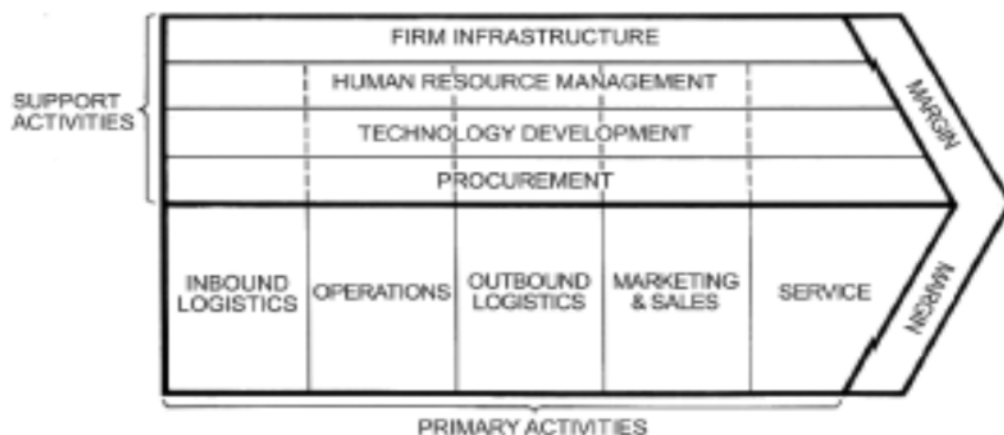 FIRM INFRASTRUCTURE
HUMAN RESOURCE MANAGEMENT
SUPPORT
ACTIVITIES
TECHNOLOGY DEVELOPMENT
PROCUREMENT
MARGIN
INBOUND
LOGISTICS
OPERATIONS
OUTBOUND
LOGISTICS
MARKETING
& SALES
SERVICE
MARGIN
PRIMARY ACTIVITIES